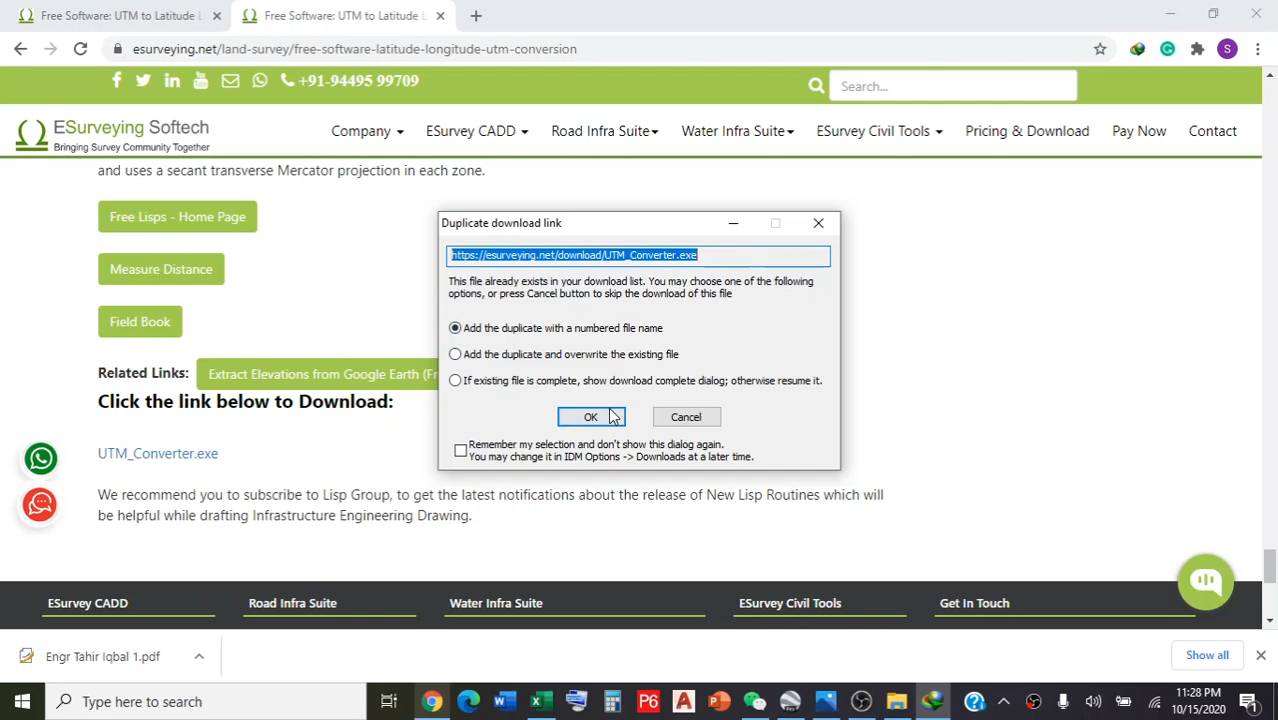 Free Software: UTM to Latitude L
Free Software: UTM to Latitude L
esurveying.net/land-survey/free-software-latitude-longitude-utm-conversion
S
+91-94495 99709
Search...
ESurveying Softech
Bringing Survey Community Together
Company
ESurvey CADD
Road Infra Suite
Water Infra Suite
ESurvey Civil Tools
Pricing & Download
Pay Now
Contact
and uses a secant transverse Mercator projection in each zone.
Free Lisps - Home Page
Measure Distance
Field Book
Related Links:
Extract Elevations from Google Earth (Fr
Click the link below to Download:
UTM_Converter.exe
We recommend you to subscribe to Lisp Group, to get the latest notifications about the release of New Lisp Routines which will
be helpful while drafting Infrastructure Engineering Drawing.
Duplicate download link
https://esurveying.net/download/UTM_Converter.exe
This file already exists in your download list. You may choose one of the following
options, or press Cancel button to skip the download of this file
Add the duplicate with a numbered file name
Add the duplicate and overwrite the existing file
If existing file is complete, show download complete dialog; otherwise resume it.
OK
Cancel
Remember my selection and don't show this dialog again.
You may change it in IDM Options -> Downloads at a later time.
ESurvey CADD
Road Infra Suite
Water Infra Suite
ESurvey Civil Tools
Get In Touch
Engr Tahir Iqbal 1.pdf
Show all
Type here to search
P6
11:28 PM
10/15/2020
1